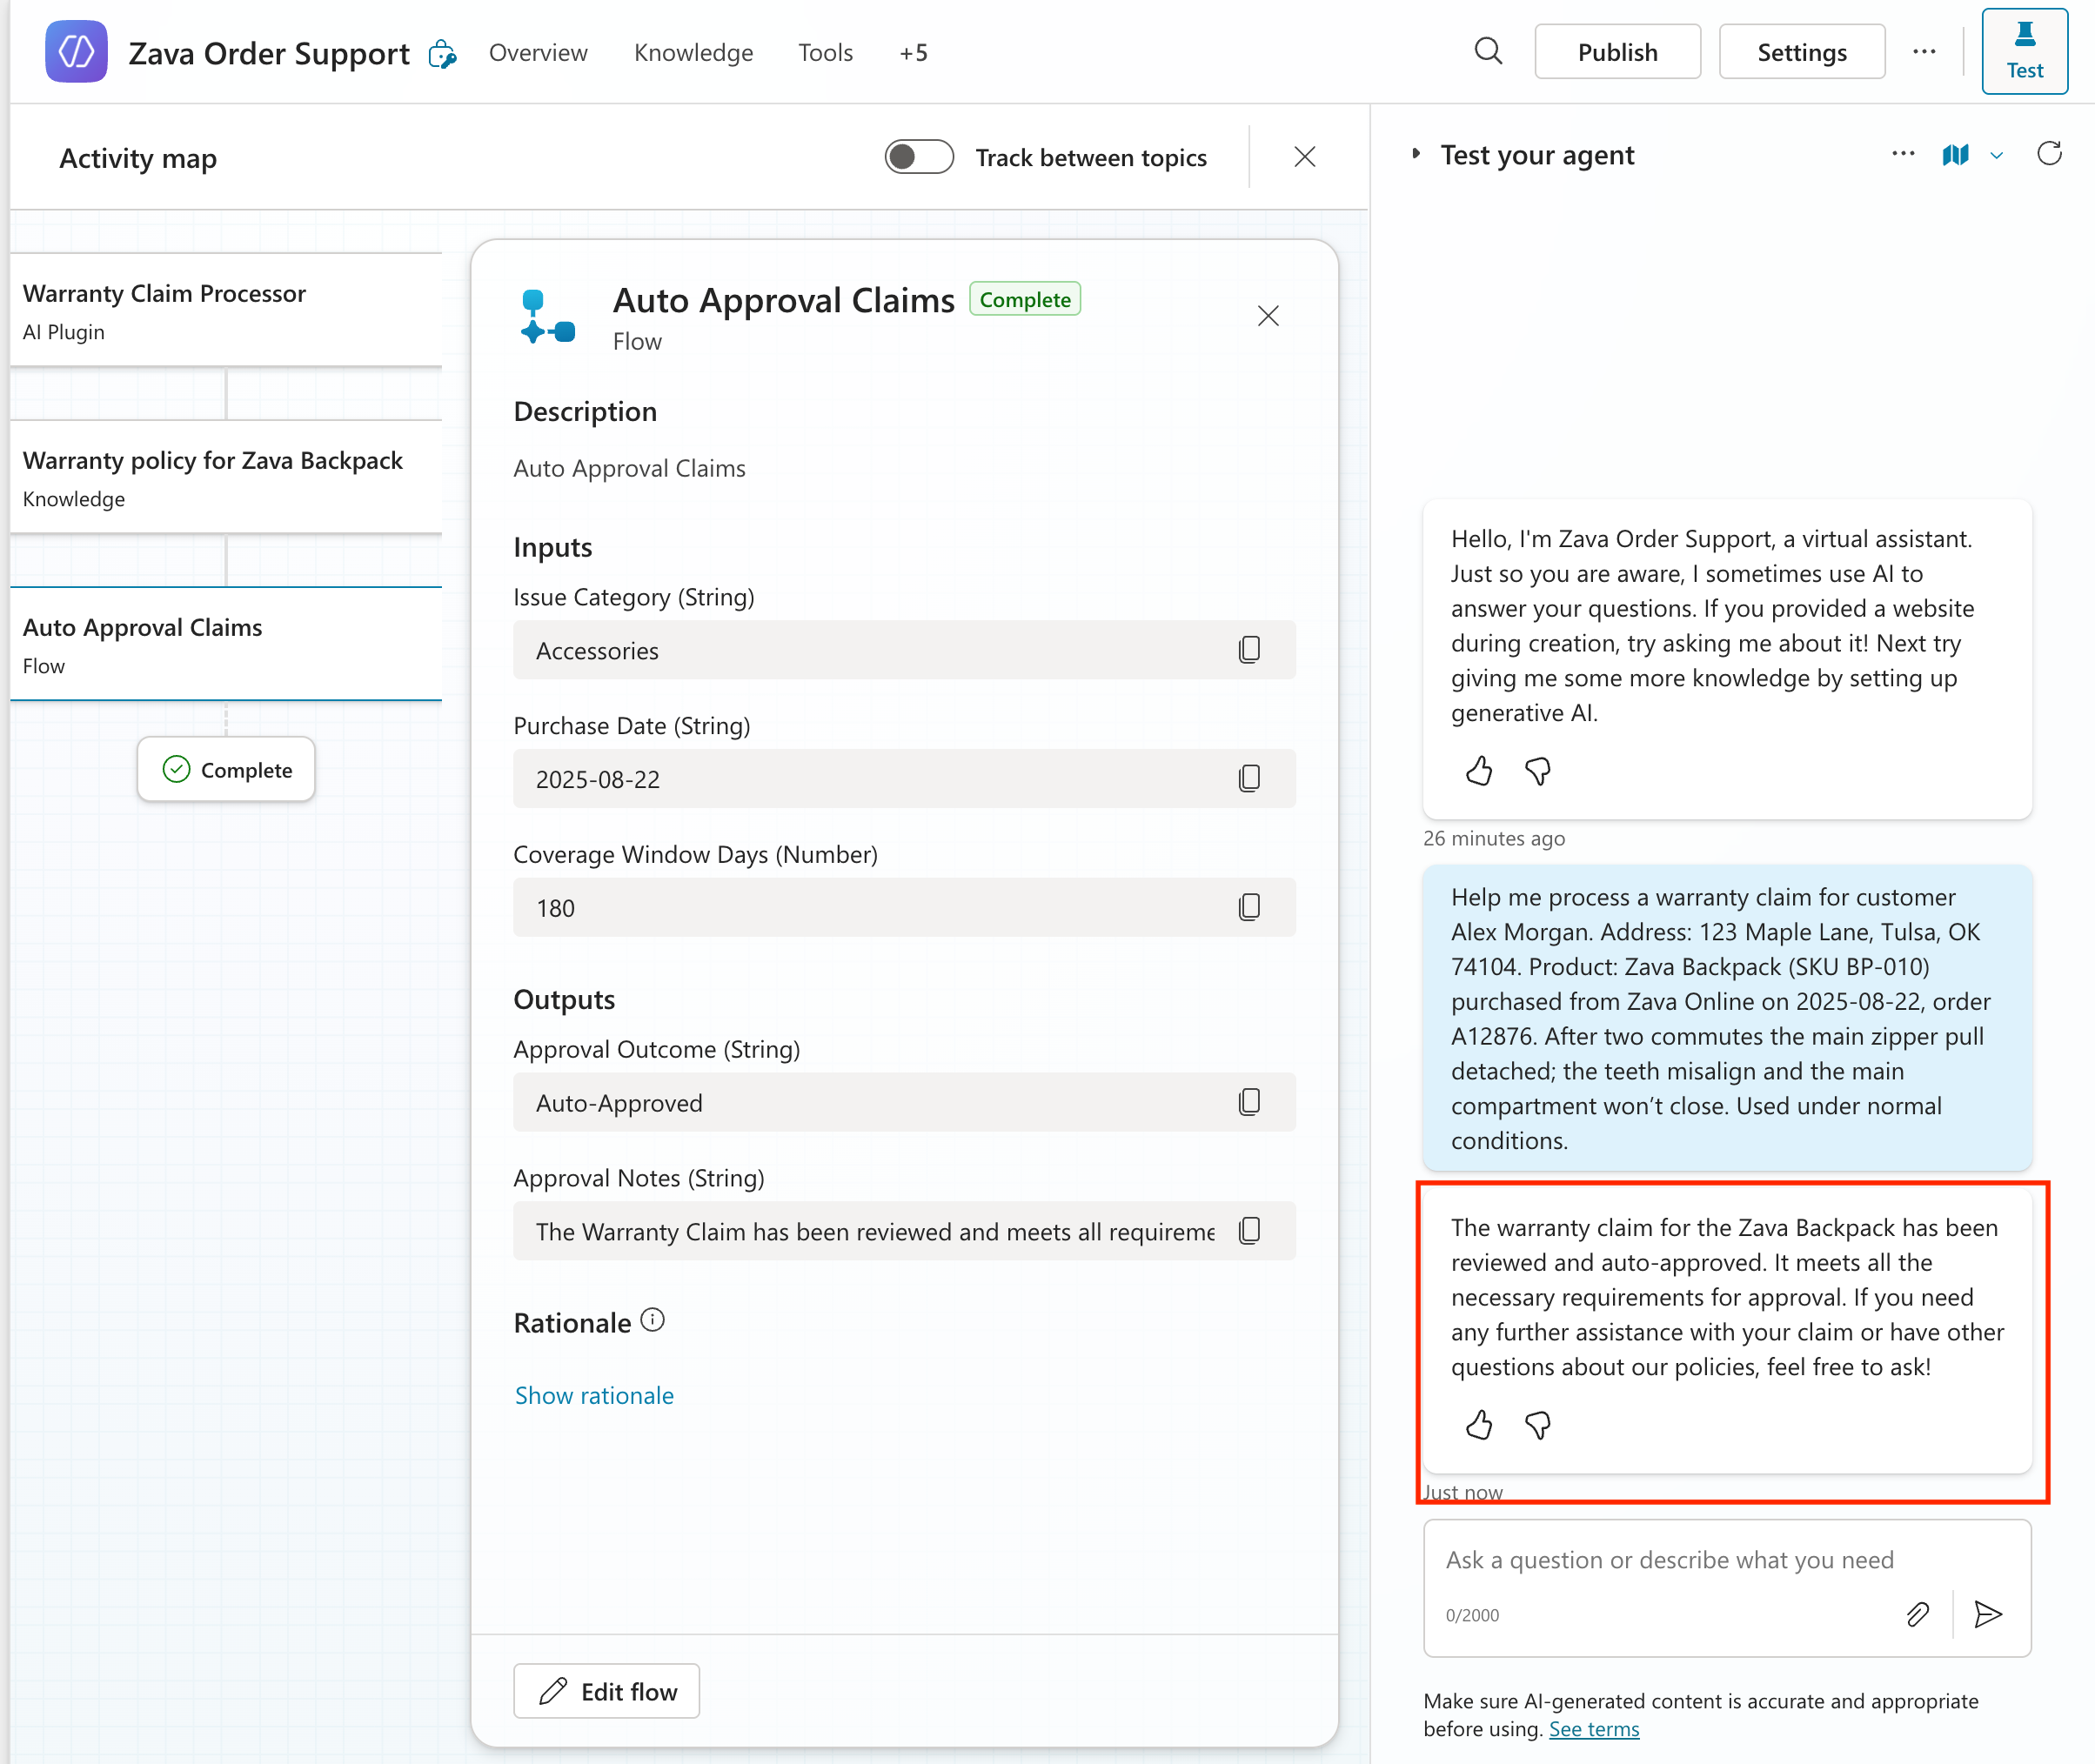 Zava Order Support
Overview
Knowledge
Tools
+5
Publish
Settings
Test
Activity map
Track between topics
Warranty Claim Processor
AI Plugin
Warranty policy for Zava Backpack
Knowledge
Auto Approval Claims
Flow
Complete
Auto Approval Claims
Complete
Flow
Description
Auto Approval Claims
Inputs
Issue Category (String)
Accessories
Purchase Date (String)
2025-08-22
Coverage Window Days (Number)
180
Outputs
Approval Outcome (String)
Auto-Approved
Approval Notes (String)
The Warranty Claim has been reviewed and meets all requireme
Rationale
Show rationale
Edit flow
Test your agent
Hello, I'm Zava Order Support, a virtual assistant.
Just so you are aware, I sometimes use AI to
answer your questions. If you provided a website
during creation, try asking me about it! Next try
giving me some more knowledge by setting up
generative AI.
26 minutes ago
Help me process a warranty claim for customer
Alex Morgan. Address: 123 Maple Lane, Tulsa, OK
74104. Product: Zava Backpack (SKU BP-010)
purchased from Zava Online on 2025-08-22, order
A12876. After two commutes the main zipper pull
detached; the teeth misalign and the main
compartment won’t close. Used under normal
conditions.
The warranty claim for the Zava Backpack has been
reviewed and auto-approved. It meets all the
necessary requirements for approval. If you need
any further assistance with your claim or have other
questions about our policies, feel free to ask!
Just now
Ask a question or describe what you need
0/2000
Make sure AI-generated content is accurate and appropriate
before using. See terms